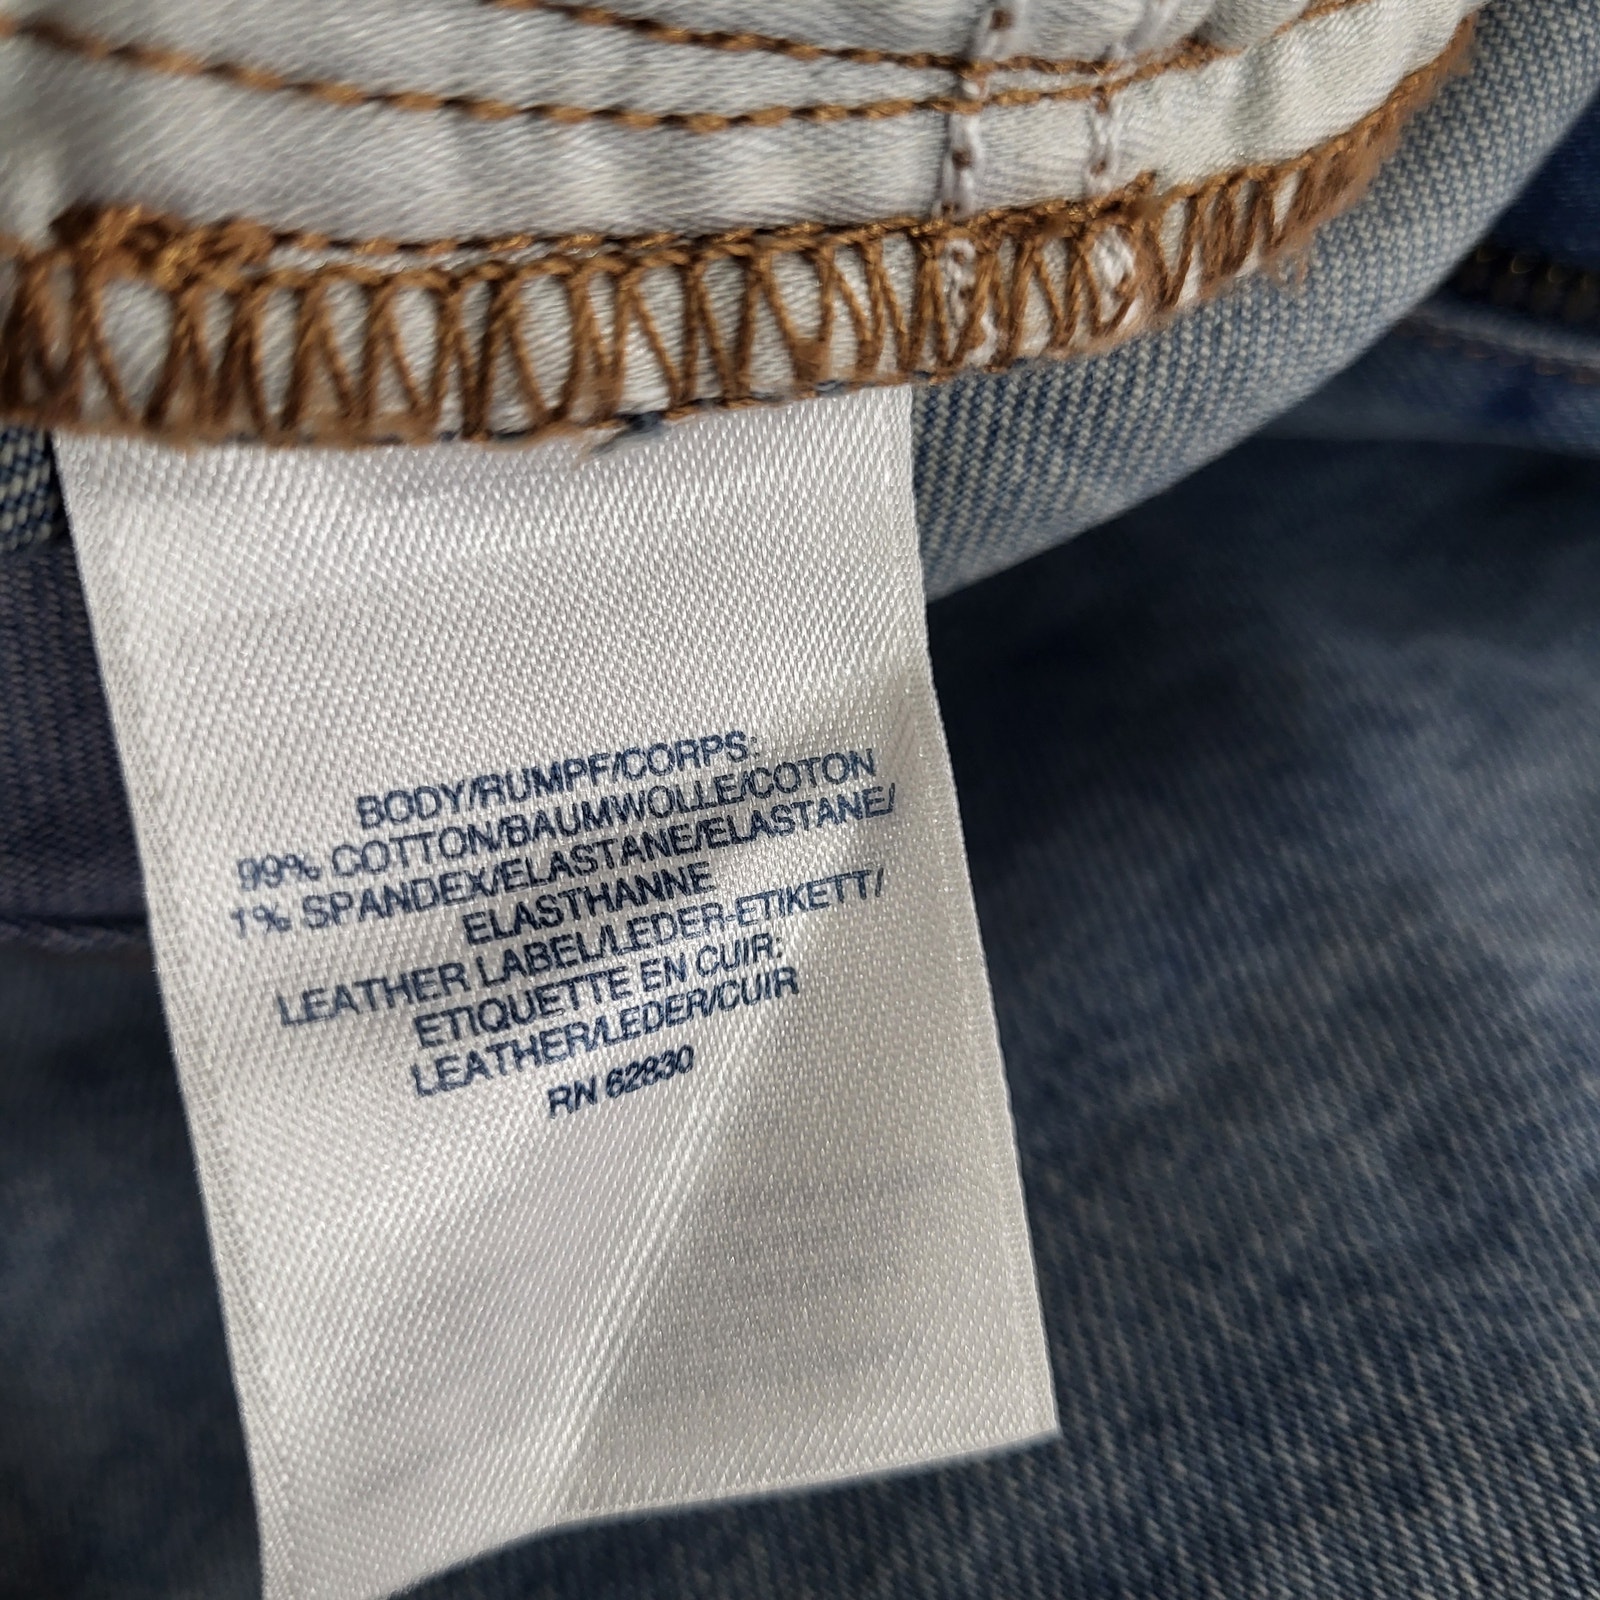 BODY/RUMPF/CORPS:
99% COTTON/BAUMWOLLE/COTON
1% SPANDEX/ELASTANE/ELASTANE/
ELASTHANNE
LEATHER LABEL/LEDER-ETIKETT/
ETIQUETTE EN CUIR:
LEATHER/LEDER/CUIR
RN 62830